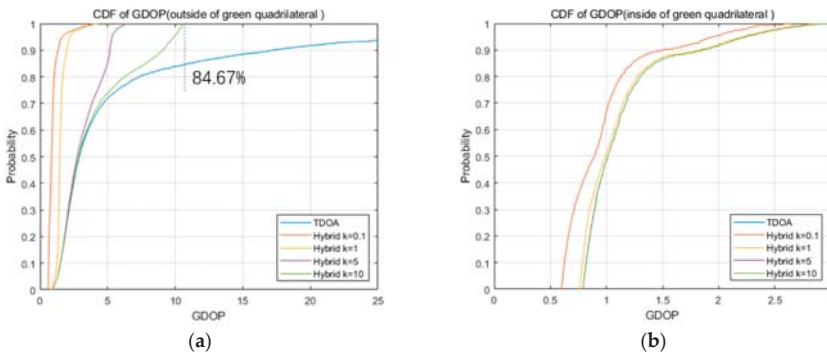 CDF of GDOP(outside of green quadrilateral )
1
0.9
0.8
0.7
0.6
0.5
0.4
0.3
0.2
0.1
0
Probability
84.67%
TDOA
Hybrid k=0.1
Hybrid k=1
Hybrid k=5
Hybrid k=10
0 5 10 15 20 25
GDOP
(a)
CDF of GDOP(inside of green quadrilateral )
1
0.9
0.8
0.7
0.6
0.5
0.4
0.3
0.2
0.1
0
Probability
TDOA
Hybrid k=0.1
Hybrid k=1
Hybrid k=5
Hybrid k=10
0 0.5 1 1.5 2 2.5
GDOP
(b)